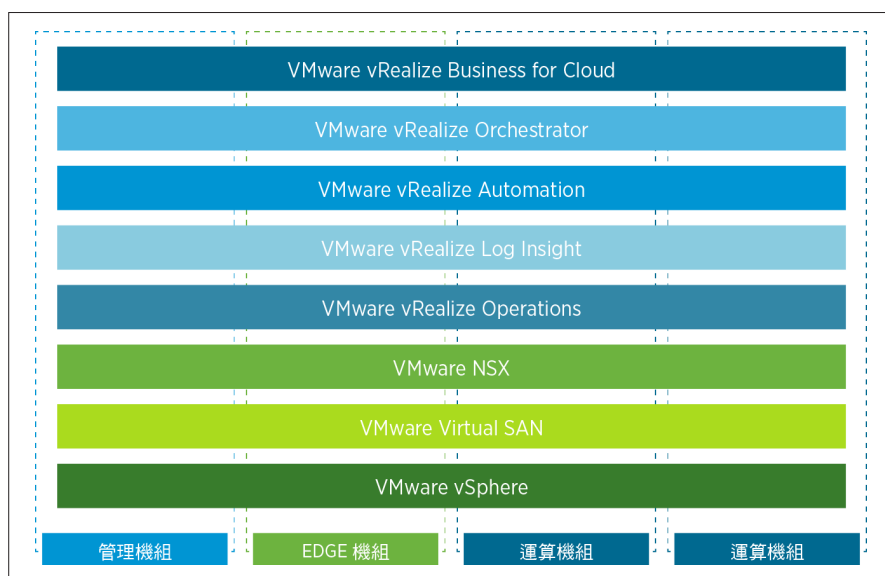 VMware vRealize Business for Cloud
VMware vRealize Orchestrator
VMware vRealize Automation
VMware vRealize Log Insight
VMware vRealize Operations
VMware NSX
VMware Virtual SAN
VMware vSphere
管理機組
EDGE 機組
運算機組
運算機組